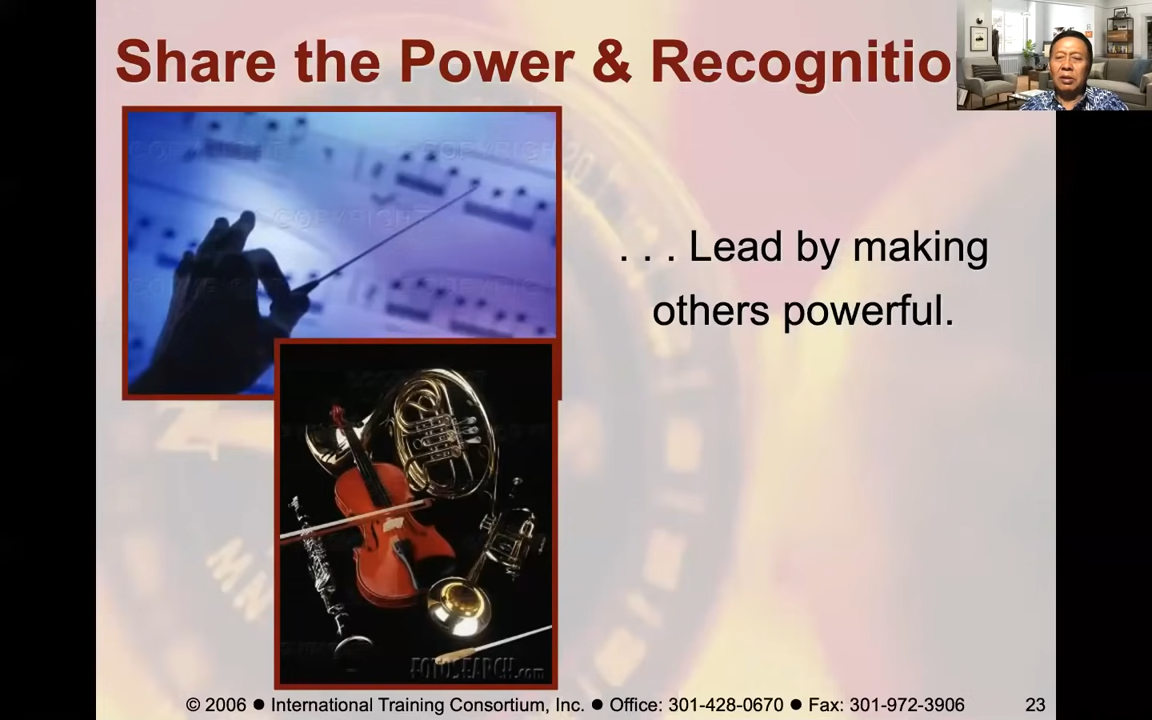 Share the Power & Recognitio
. . . Lead by making
others powerful.
COPYRIGHT
FOTOSEARCH.com
© 2006 ● International Training Consortium, Inc. ● Office: 301-428-0670 ● Fax: 301-972-3906
23